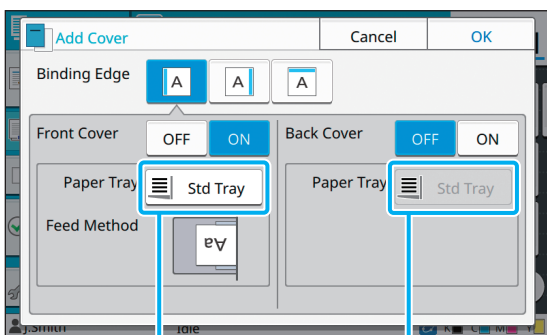 Add Cover Cancel OK
Binding Edge A A A
Front Cover OFF ON Back Cover OFF ON
Paper Tray Std Tray Paper Tray Std Tray
Feed Method Aa
J.Smith Idle K C M Y